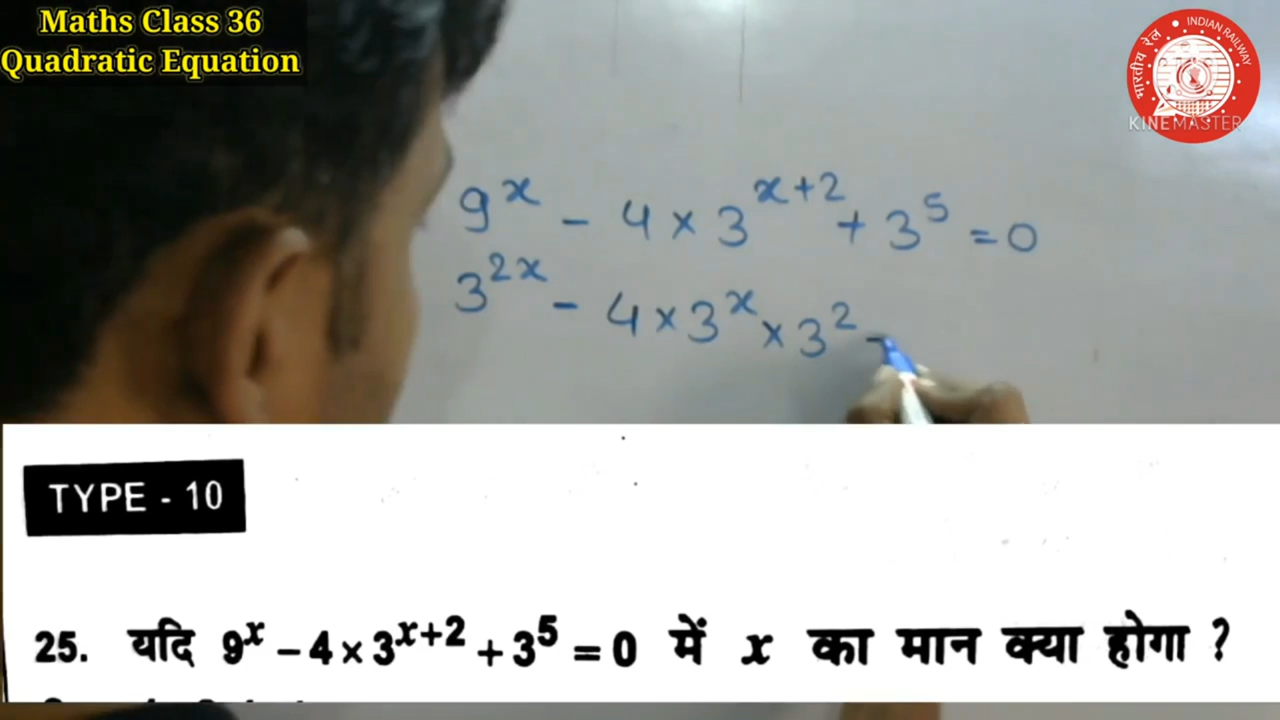 Maths Class 36
Quadratic Equation
भारतीय रेल INDIAN RAILWAY
KINEMASTER
9^x - 4 × 3^{x+2} + 3^5 = 0
3^{2x} - 4 × 3^x × 3^2 -
TYPE - 10
25. यदि 9^x – 4 × 3^{x+2} + 3^5 = 0 में x का मान क्या होगा ?